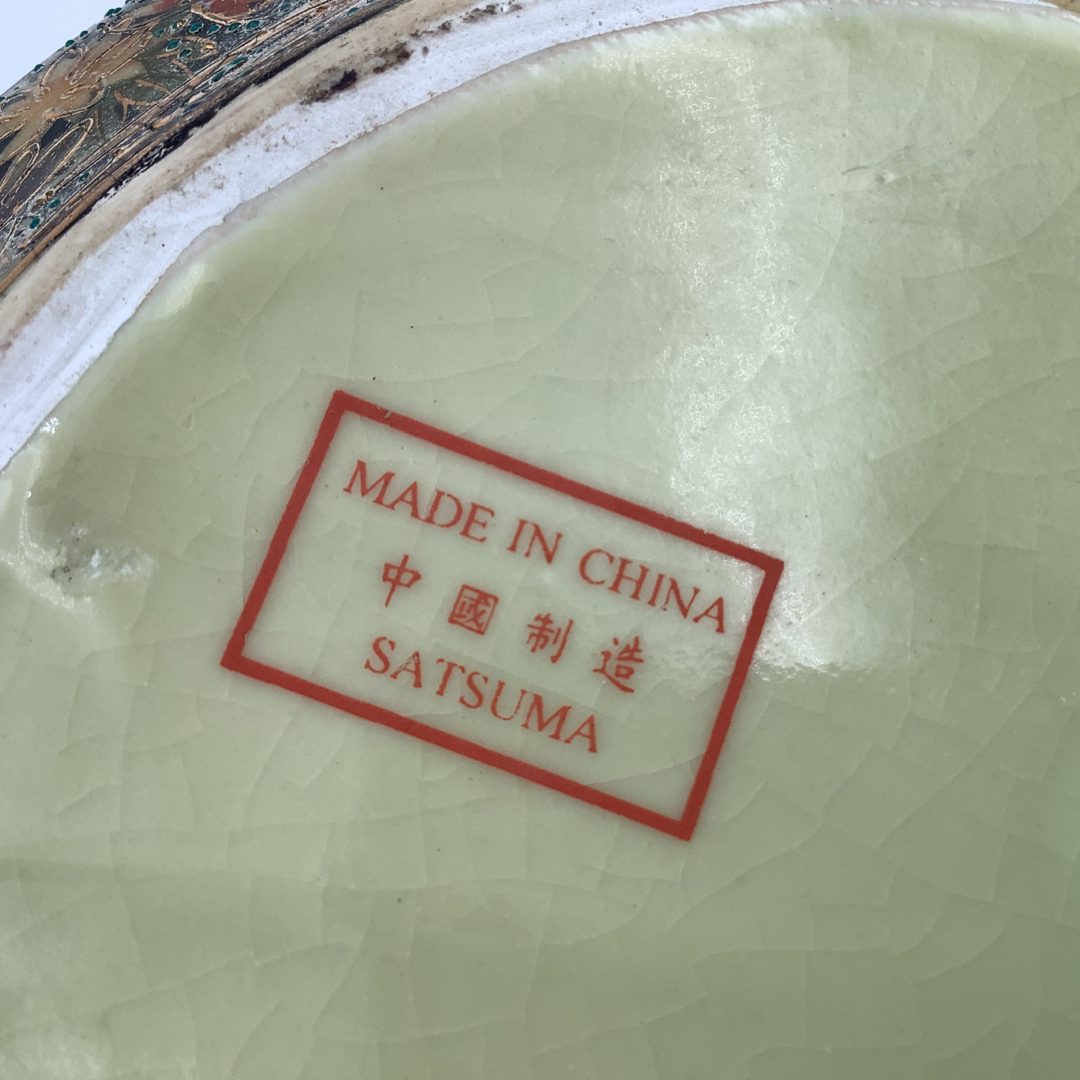 MADE IN CHINA
中國制造
SATSUMA